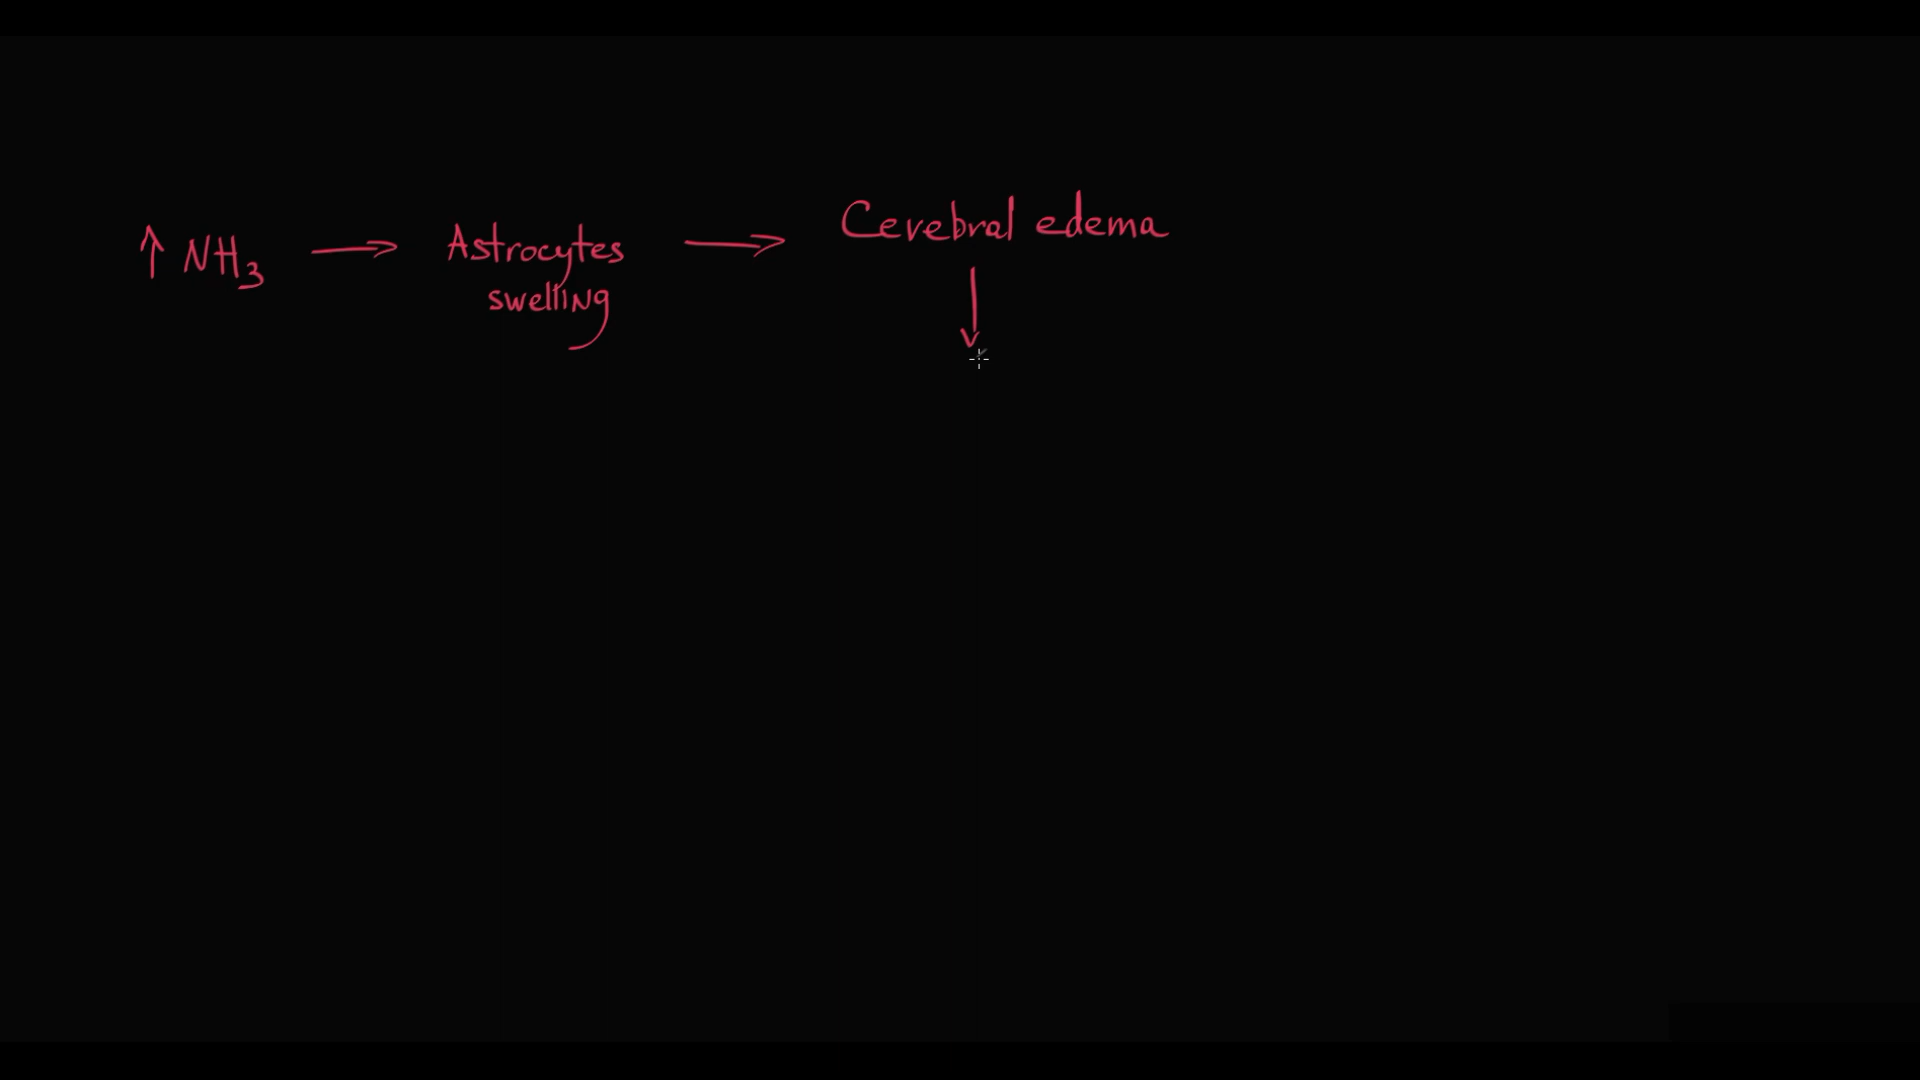 ↑ NH₃ → Astrocytes → Cerebral edema
swelling
↓